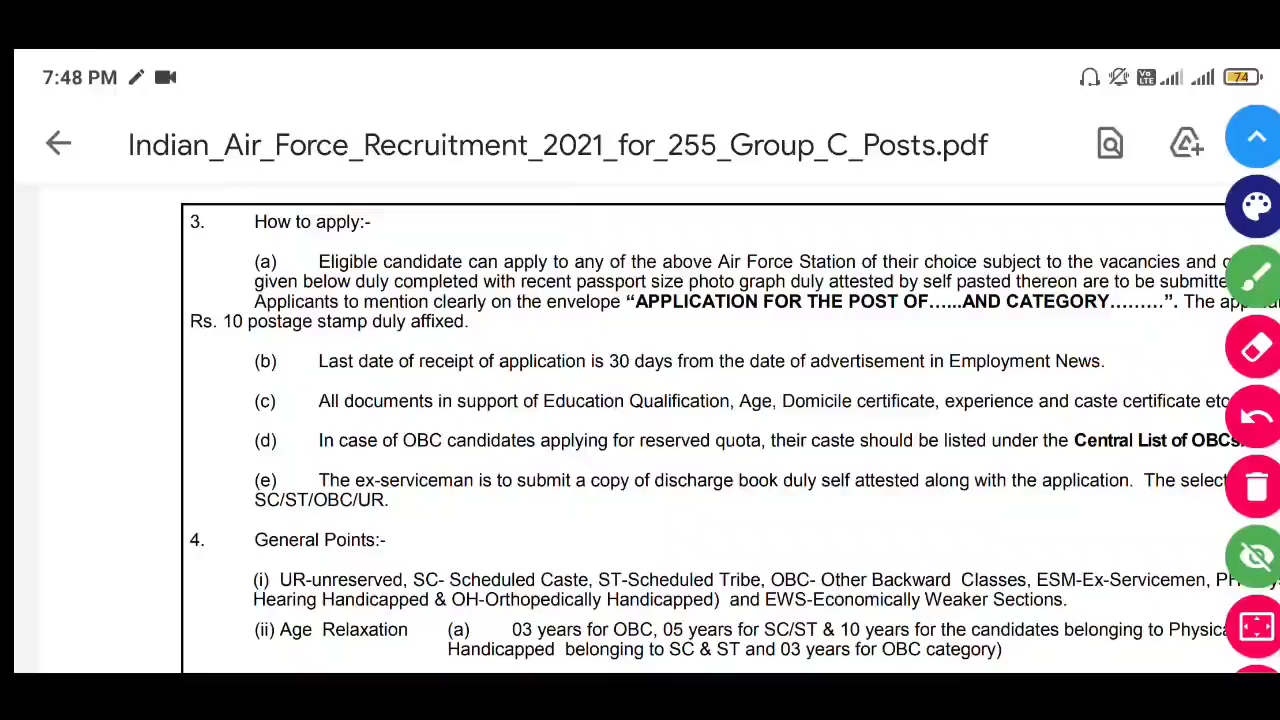 7:48 PM
Vo LTE
74
Indian_Air_Force_Recruitment_2021_for_255_Group_C_Posts.pdf
3. How to apply:-
(a) Eligible candidate can apply to any of the above Air Force Station of their choice subject to the vacancies and
given below duly completed with recent passport size photo graph duly attested by self pasted thereon are to be submitte
Applicants to mention clearly on the envelope “APPLICATION FOR THE POST OF……AND CATEGORY………”. The
Rs. 10 postage stamp duly affixed.
(b) Last date of receipt of application is 30 days from the date of advertisement in Employment News.
(c) All documents in support of Education Qualification, Age, Domicile certificate, experience and caste certificate etc
(d) In case of OBC candidates applying for reserved quota, their caste should be listed under the Central List of OBCs.
(e) The ex-serviceman is to submit a copy of discharge book duly self attested along with the application. The select
SC/ST/OBC/UR.
4. General Points:-
(i) UR-unreserved, SC- Scheduled Caste, ST-Scheduled Tribe, OBC- Other Backward Classes, ESM-Ex-Servicemen,
Hearing Handicapped & OH-Orthopedically Handicapped) and EWS-Economically Weaker Sections.
(ii) Age Relaxation (a) 03 years for OBC, 05 years for SC/ST & 10 years for the candidates belonging to Physica
Handicapped belonging to SC & ST and 03 years for OBC category)